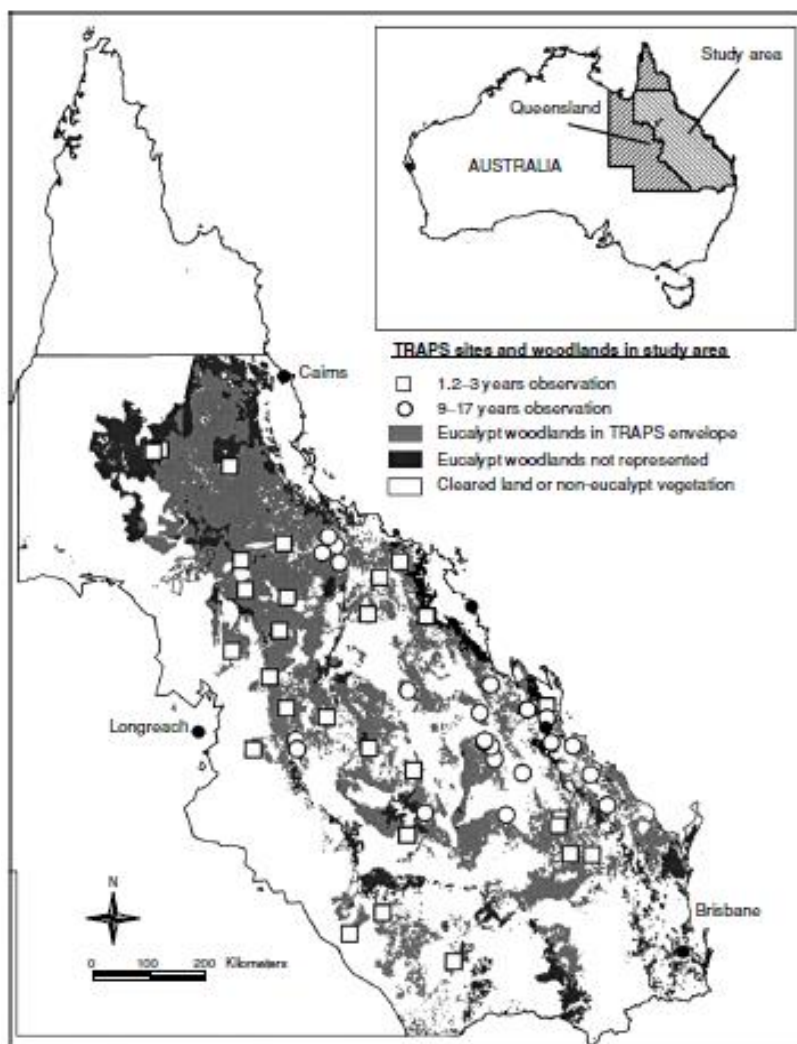 Study area
Queensland
AUSTRALIA
TRAPS sites and woodlands in study area
1.2–3 years observation
9–17 years observation
Eucalypt woodlands in TRAPS envelope
Eucalypt woodlands not represented
Cleared land or non-eucalypt vegetation
Cairns
Longreach
Brisbane
N
0 100 200 Kilometers